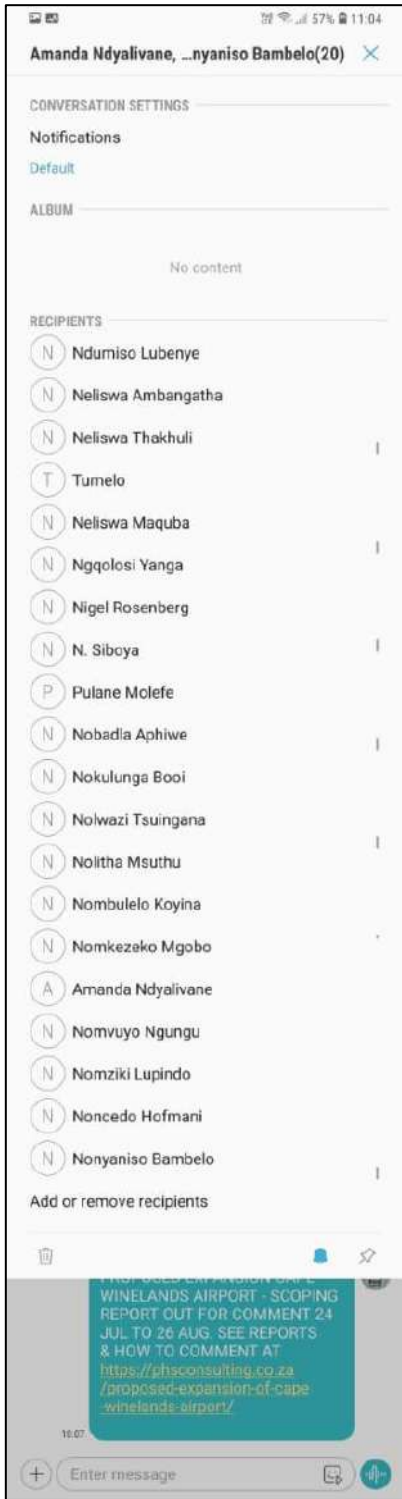 57% 11:04
Amanda Ndyalivane, ...nyaniso Bambelo(20)
CONVERSATION SETTINGS
Notifications
Default
ALBUM
No content
RECIPIENTS
N Ndumiso Lubenye
N Neliswa Ambangatha
N Neliswa Thakhuli
T Tumelo
N Neliswa Maquba
N Ngqolosi Yanga
N Nigel Rosenberg
N N. Siboya
P Pulane Molefe
N Nobadla Aphiwe
N Nokulunga Booi
N Nolwazi Tsuingana
N Nolitha Msuthu
N Nombulelo Koyina
N Nomkezeko Mgobo
A Amanda Ndyalivane
N Nomvuyo Ngungu
N Nomziki Lupindo
N Noncedo Hofmani
N Nonyaniso Bambelo
Add or remove recipients
PROPOSED EXPANSION CAPE
WINELANDS AIRPORT - SCOPING
REPORT OUT FOR COMMENT 24
JUL TO 26 AUG. SEE REPORTS
& HOW TO COMMENT AT
https://phsconsulting.co.za
/proposed-expansion-of-cape
-winelands-airport/
10:07
Enter message